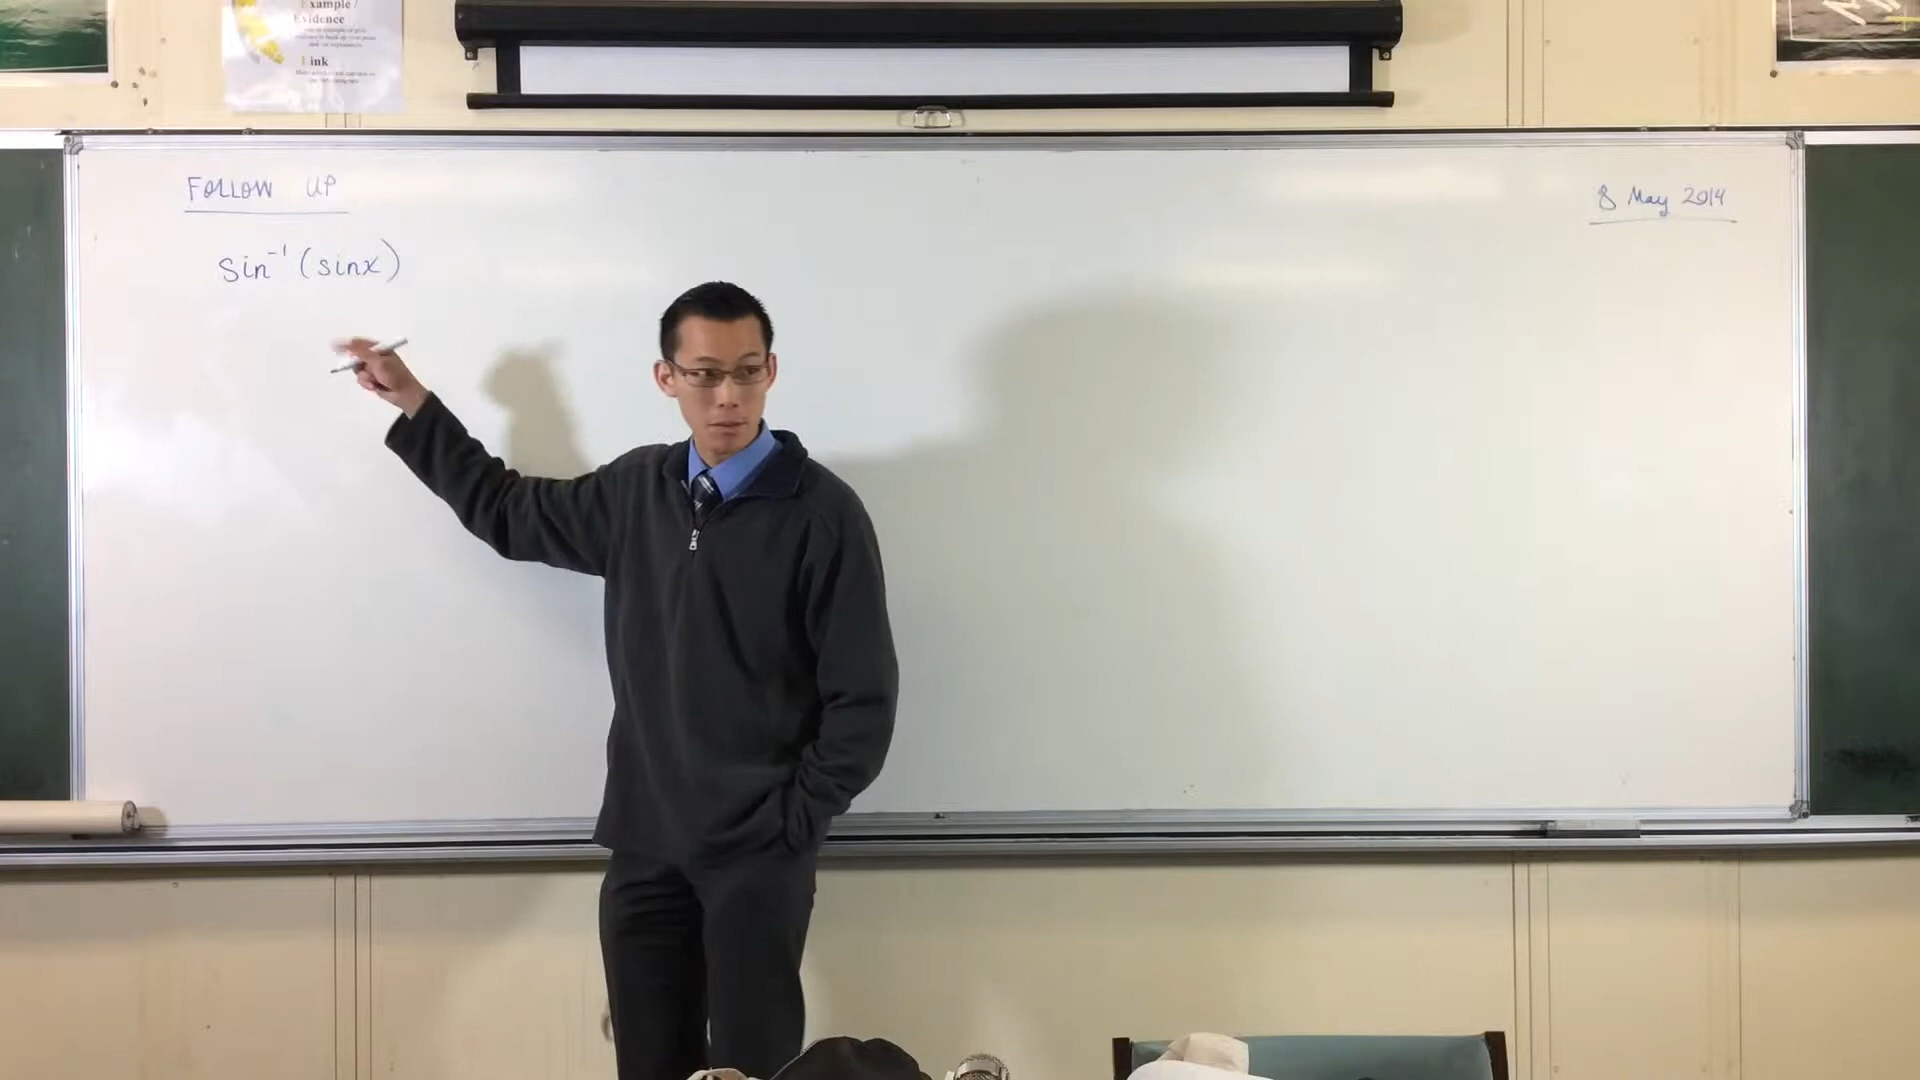 Example /
Evidence
Link
FOLLOW UP
8 May 2014
sin⁻¹ (sinx)